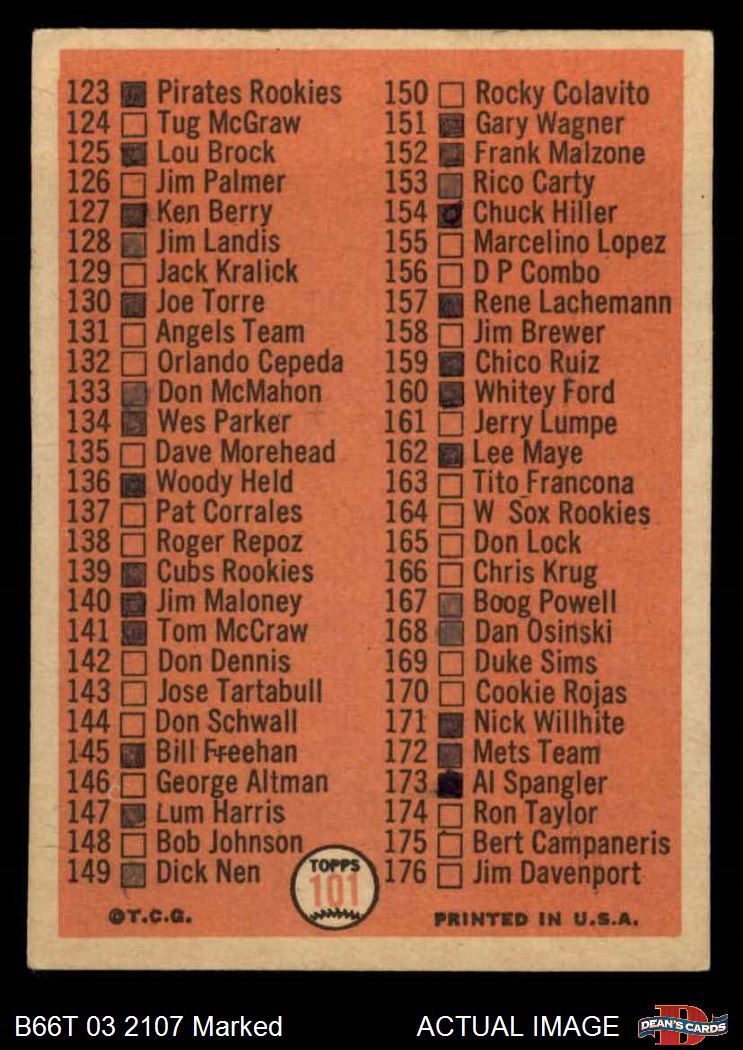 123 Pirates Rookies
124 Tug McGraw
125 Lou Brock
126 Jim Palmer
127 Ken Berry
128 Jim Landis
129 Jack Kralick
130 Joe Torre
131 Angels Team
132 Orlando Cepeda
133 Don McMahon
134 Wes Parker
135 Dave Morehead
136 Woody Held
137 Pat Corrales
138 Roger Repoz
139 Cubs Rookies
140 Jim Maloney
141 Tom McCraw
142 Don Dennis
143 Jose Tartabull
144 Don Schwall
145 Bill Freehan
146 George Altman
147 Lum Harris
148 Bob Johnson
149 Dick Nen
150 Rocky Colavito
151 Gary Wagner
152 Frank Malzone
153 Rico Carty
154 Chuck Hiller
155 Marcelino Lopez
156 D P Combo
157 Rene Lachemann
158 Jim Brewer
159 Chico Ruiz
160 Whitey Ford
161 Jerry Lumpe
162 Lee Maye
163 Tito Francona
164 W Sox Rookies
165 Don Lock
166 Chris Krug
167 Boog Powell
168 Dan Osinski
169 Duke Sims
170 Cookie Rojas
171 Nick Willhite
172 Mets Team
173 Al Spangler
174 Ron Taylor
175 Bert Campaneris
176 Jim Davenport
TOPPS
101
©T.C.G.
PRINTED IN U.S.A.
B66T 03 2107 Marked
ACTUAL IMAGE
D
DEAN'S CARDS